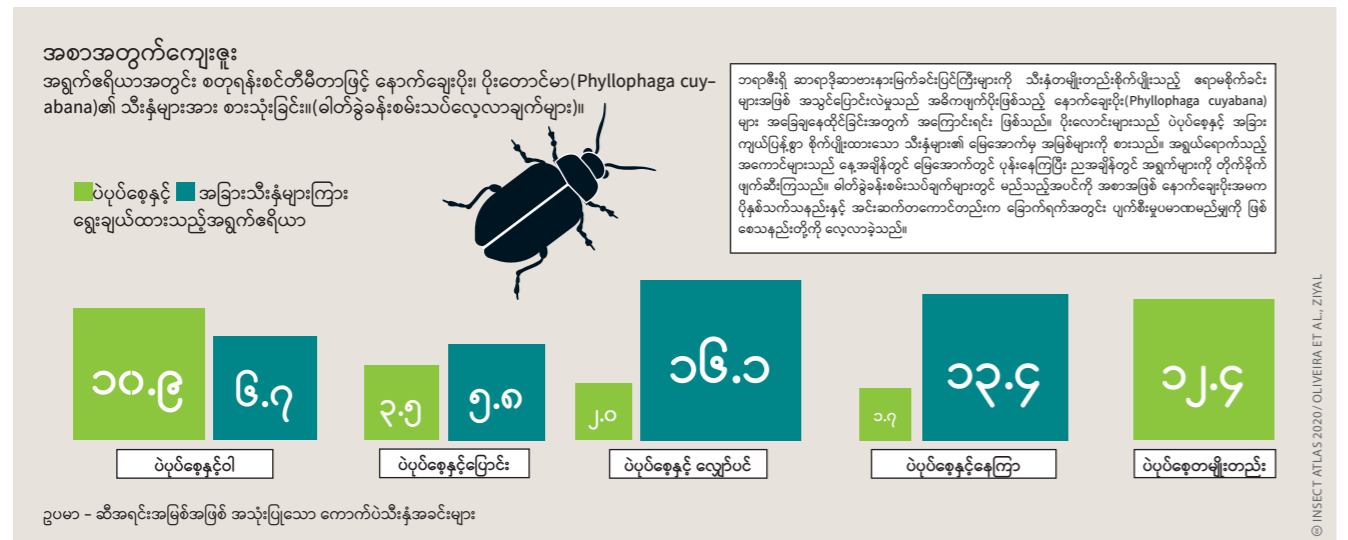 အစာအတွက်ကျေးဇူး
အရွက်ဧရိယာအတွင်း စတုရန်းစင်တီမီတာဖြင့် နောက်ချေးပိုး၊ ပိုးတောင်မာ(Phyllophaga cuy–
abana)၏ သီးနှံများအား စားသုံးခြင်း။(ဓါတ်ခွဲခန်းစမ်းသပ်လေ့လာချက်များ)။
ဘရာဇီးရှိ ဆာရာဒိုဆာဗားနားမြက်ခင်းပြင်ကြီးများကို သီးနှံတမျိုးတည်းစိုက်ပျိုးသည့် ဧရာမစိုက်ခင်း
များအဖြစ် အသွင်ပြောင်းလဲမှုသည် အဓိကဖျက်ပိုးဖြစ်သည့် နောက်ချေးပိုး(Phyllophaga cuyabana)
များ အခြေချနေထိုင်ခြင်းအတွက် အကြောင်းရင်း ဖြစ်သည်။ ပိုးလောင်းများသည် ပဲပုပ်စေ့နှင့် အခြား
ကျယ်ပြန့်စွာ စိုက်ပျိုးထားသော သီးနှံများ၏ မြေအောက်မှ အမြစ်များကို စားသည်။ အရွယ်ရောက်သည့်
အကောင်များသည် နေ့အချိန်တွင် မြေအောက်တွင် ပုန်းနေကြပြီး ညအချိန်တွင် အရွက်များကို တိုက်ခိုက်
ဖျက်ဆီးကြသည်။ ဓါတ်ခွဲခန်းစမ်းသပ်ချက်များတွင် မည်သည့်အပင်ကို အစာအဖြစ် နောက်ချေးပိုးအမက
ပိုနှစ်သက်သနည်းနှင့် အင်းဆက်တကောင်တည်းက ခြောက်ရက်အတွင်း ပျက်စီးမှုပမာဏမည်မျှကို ဖြစ်
စေသနည်းတို့ကို လေ့လာခဲ့သည်။
ပဲပုပ်စေ့နှင့် အခြားသီးနှံများကြား
ရွေးချယ်ထားသည့်အရွက်ဧရိယာ
၁၀.၉ ၆.၇ ၃.၅ ၅.၈ ၂.၀ ၁၆.၁ ၁.၇ ၁၃.၄ ၁၂.၄
ပဲပုပ်စေ့နှင့်ဝါ ပဲပုပ်စေ့နှင့်ပြောင်း ပဲပုပ်စေ့နှင့် လျှော်ပင် ပဲပုပ်စေ့နှင့်နေကြာ ပဲပုပ်စေ့တမျိုးတည်း
ဥပမာ – ဆီအရင်းအမြစ်အဖြစ် အသုံးပြုသော ကောက်ပဲသီးနှံအခင်းများ
INSECT ATLAS 2020/ OLIVEIRA ET AL., ZIYAL